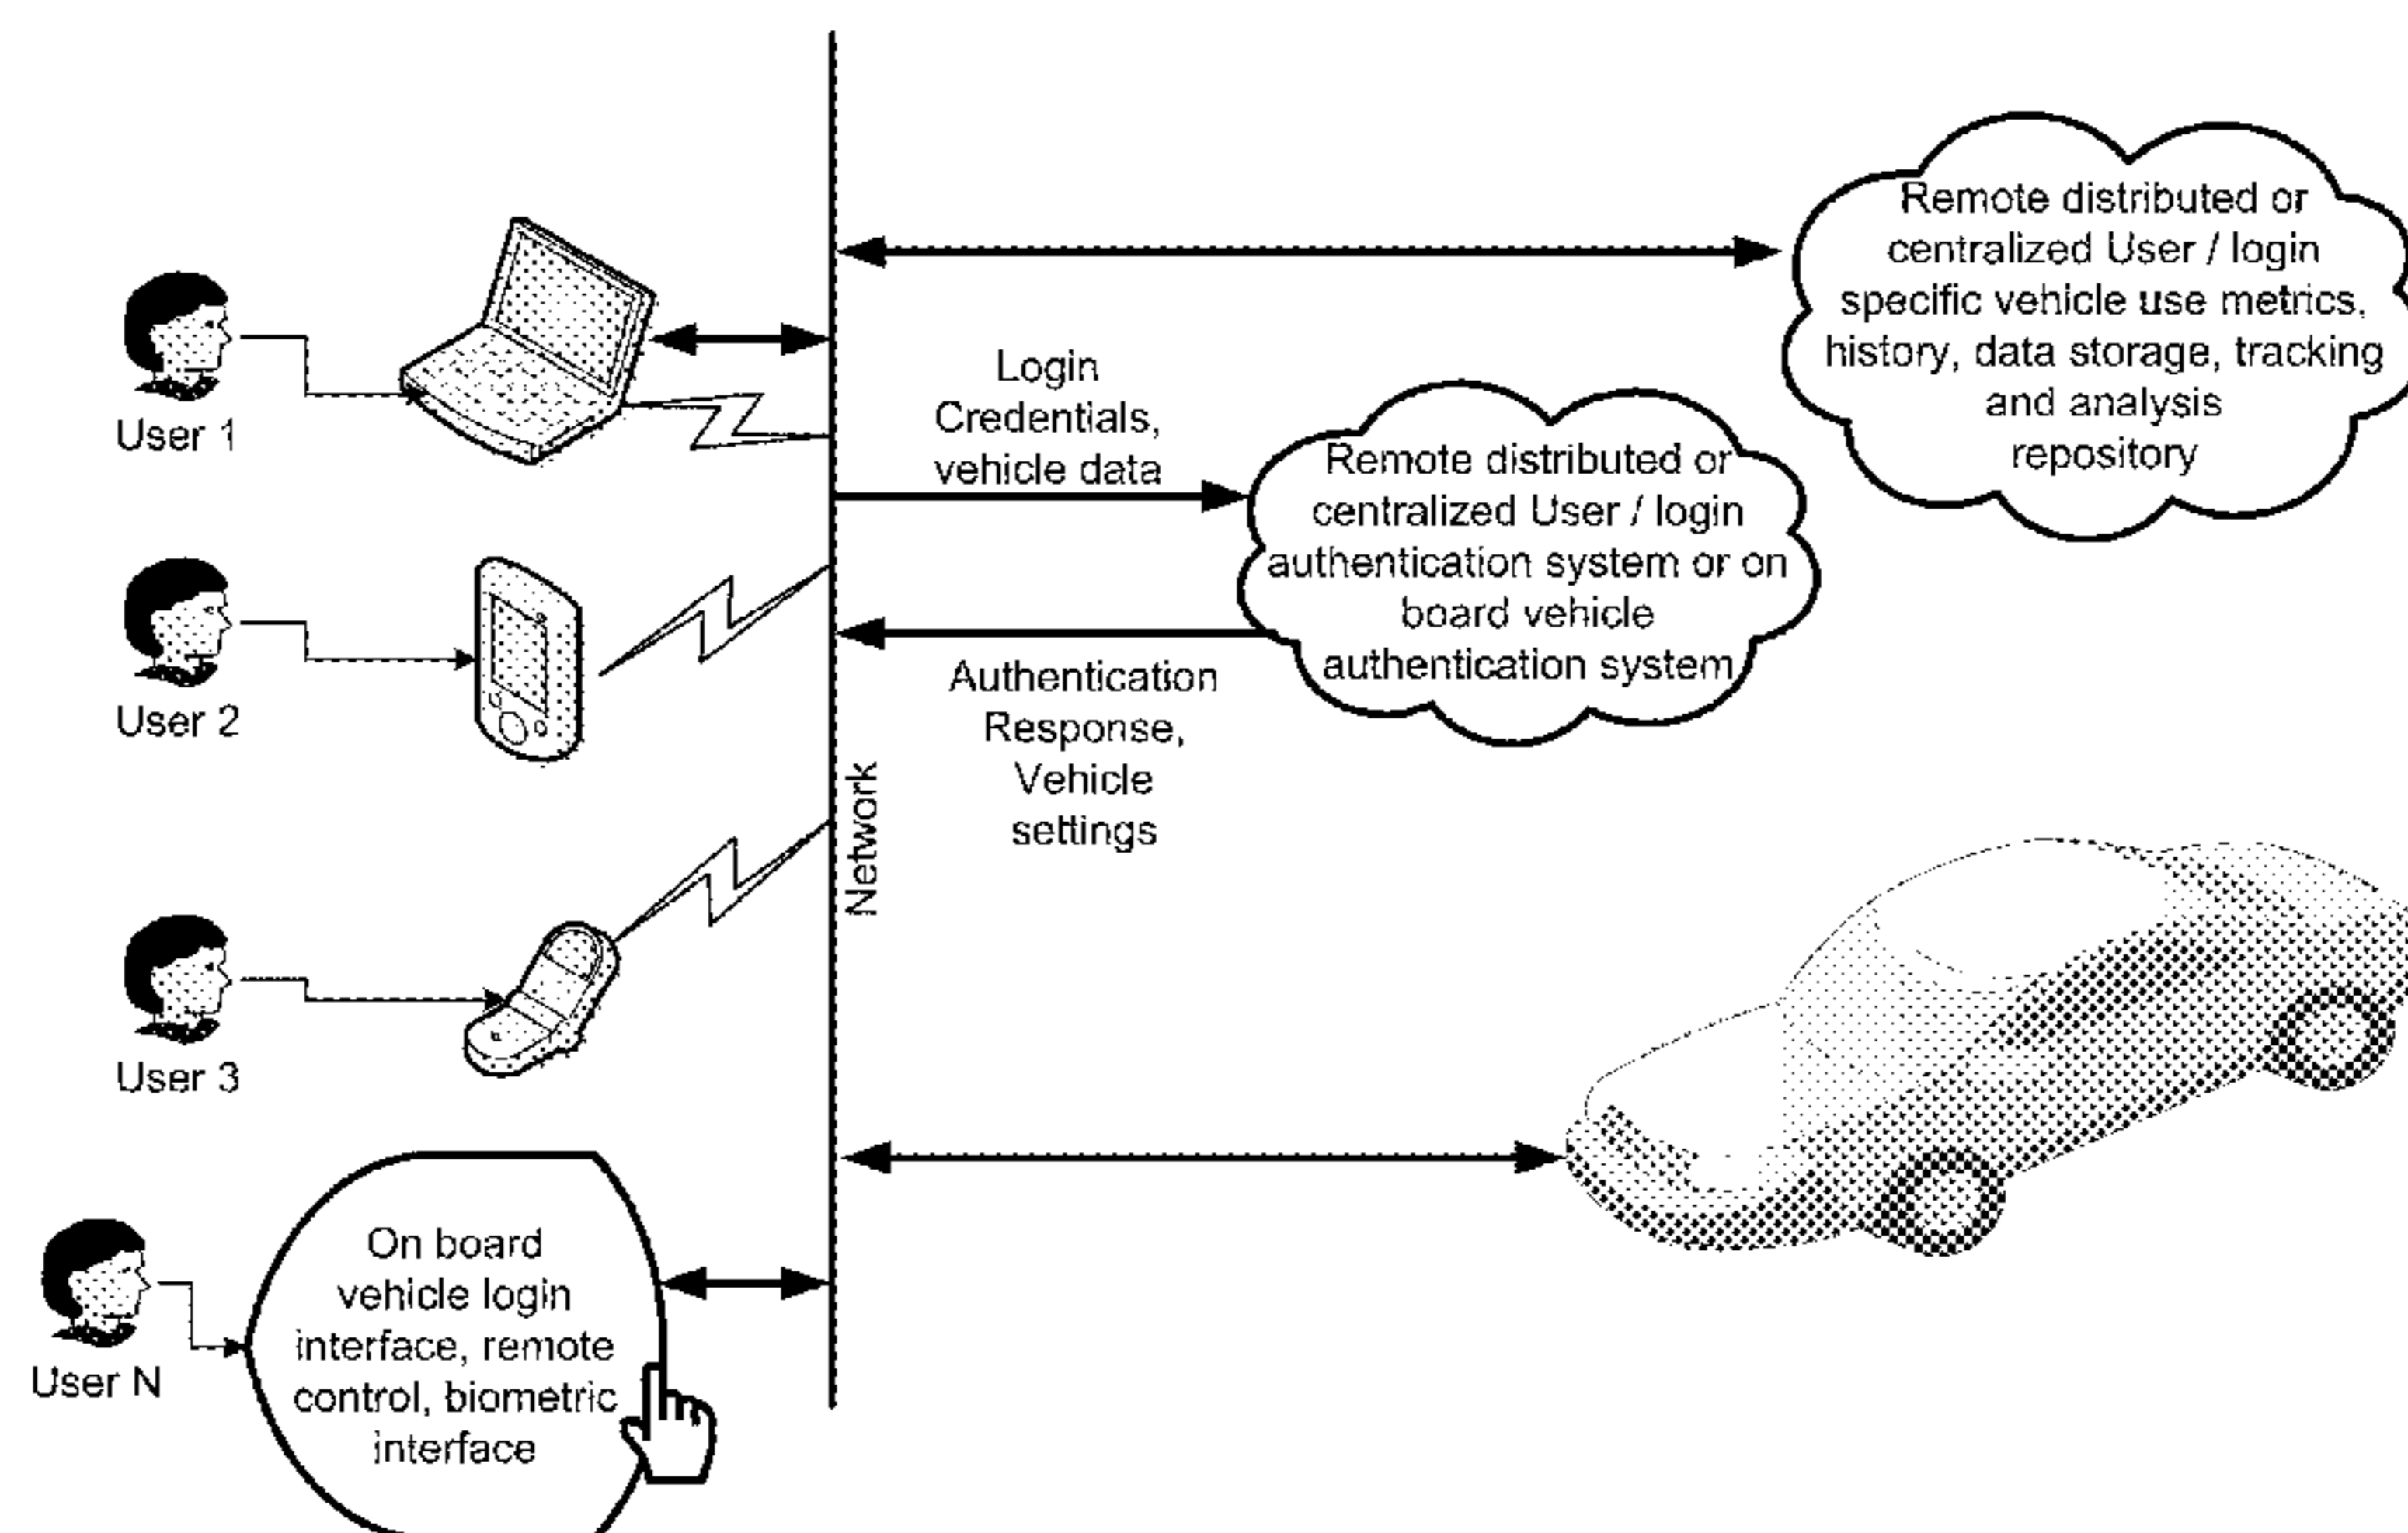 Remote distributed or
centralized User / login
specific vehicle use metrics,
history, data storage, tracking
and analysis
repository
User 1
Login
Credentials,
vehicle data
Remote distributed or
centralized User / login
authentication system or on
board vehicle
authentication system
User 2
Authentication
Response,
Vehicle
settings
Network
User 3
On board
vehicle login
interface, remote
control, biometric
interface
User N